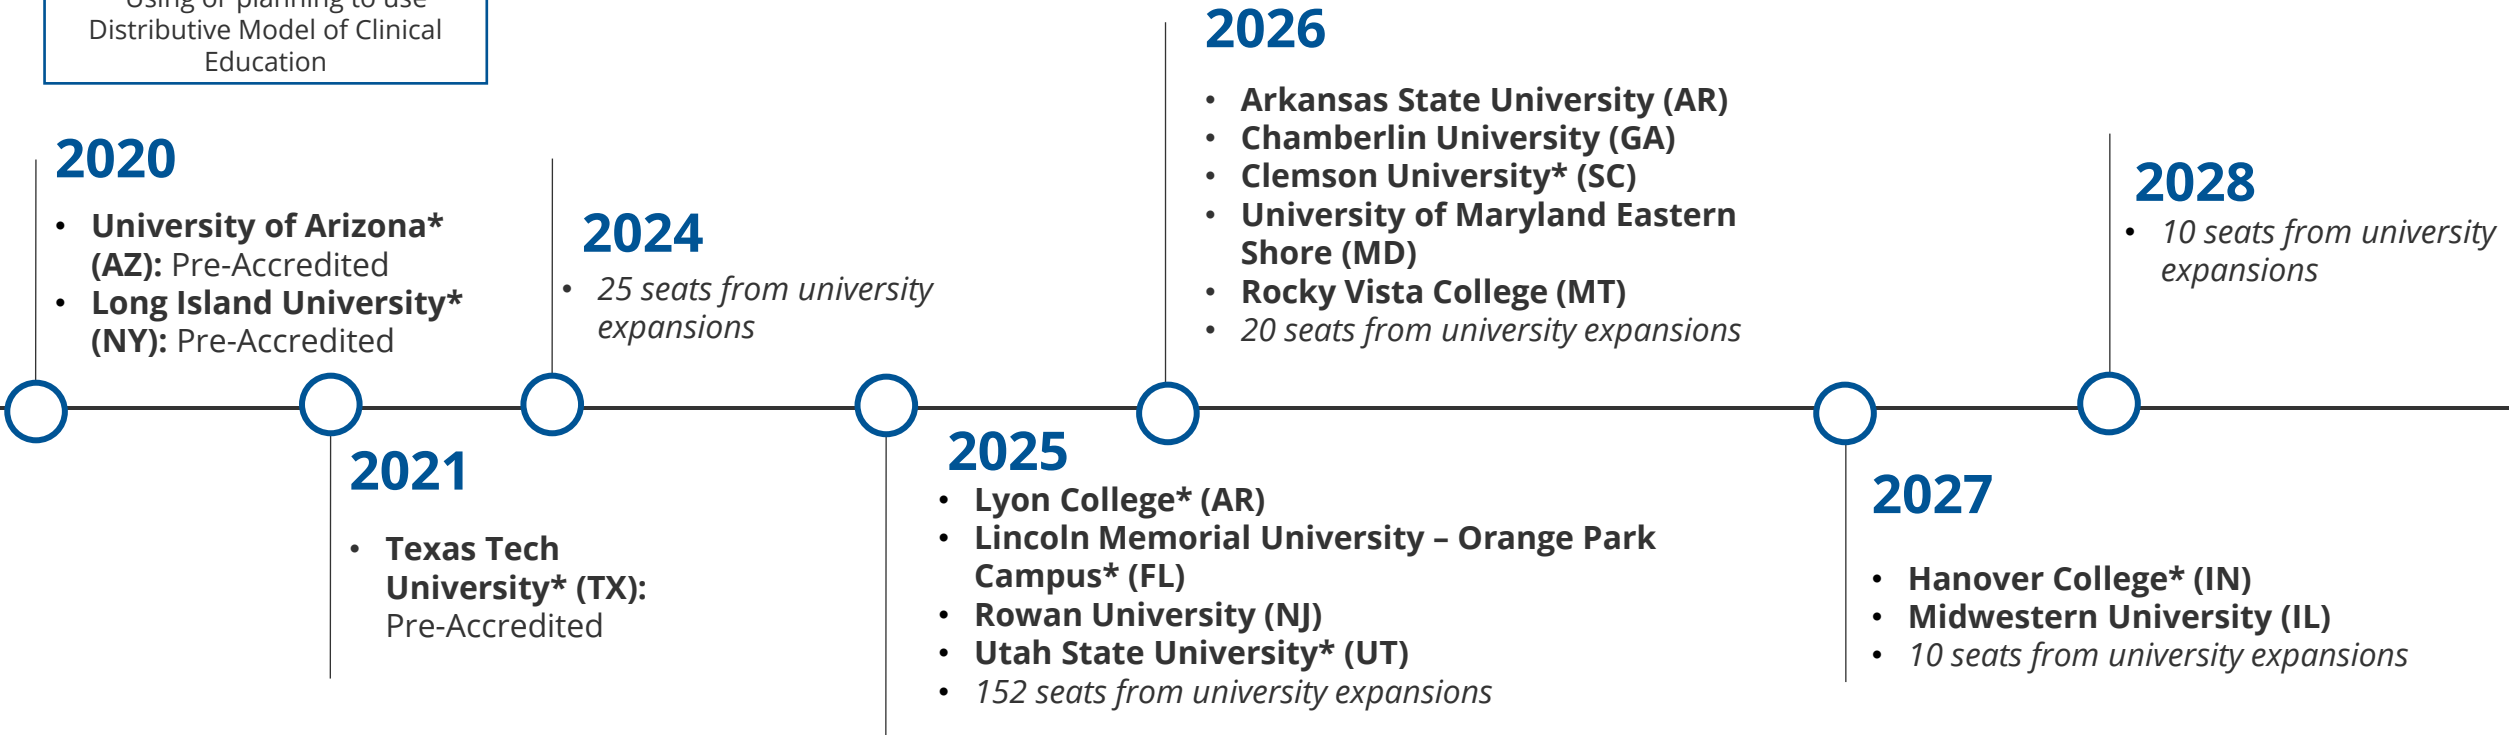 Using or planning to use
Distributive Model of Clinical
Education
2020
• University of Arizona*
(AZ): Pre-Accredited
• Long Island University*
(NY): Pre-Accredited
2021
• Texas Tech
University* (TX):
Pre-Accredited
2024
• 25 seats from university
expansions
2025
• Lyon College* (AR)
• Lincoln Memorial University – Orange Park
Campus* (FL)
• Rowan University (NJ)
• Utah State University* (UT)
• 152 seats from university expansions
2026
• Arkansas State University (AR)
• Chamberlin University (GA)
• Clemson University* (SC)
• University of Maryland Eastern
Shore (MD)
• Rocky Vista College (MT)
• 20 seats from university expansions
2027
• Hanover College* (IN)
• Midwestern University (IL)
• 10 seats from university expansions
2028
• 10 seats from university
expansions